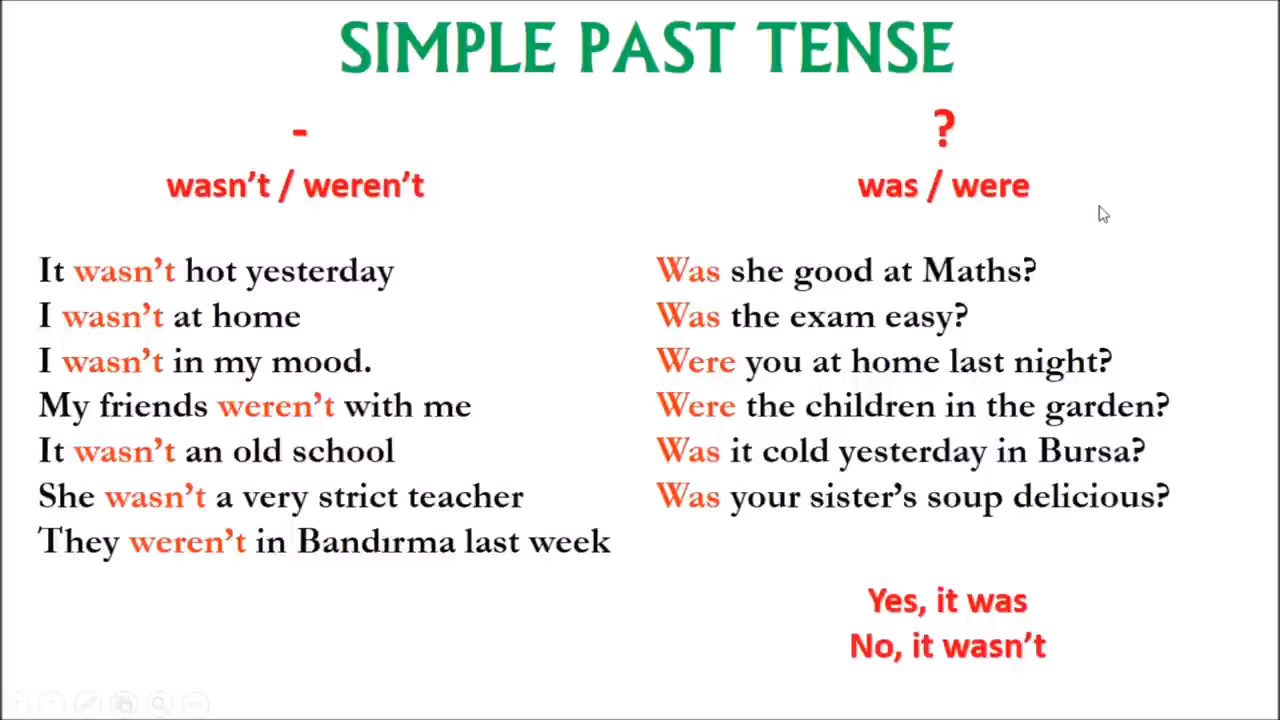 SIMPLE PAST TENSE
-
wasn’t / weren’t
It wasn’t hot yesterday
I wasn’t at home
I wasn’t in my mood.
My friends weren’t with me
It wasn’t an old school
She wasn’t a very strict teacher
They weren’t in Bandırma last week
?
was / were
Was she good at Maths?
Was the exam easy?
Were you at home last night?
Were the children in the garden?
Was it cold yesterday in Bursa?
Was your sister’s soup delicious?
Yes, it was
No, it wasn’t